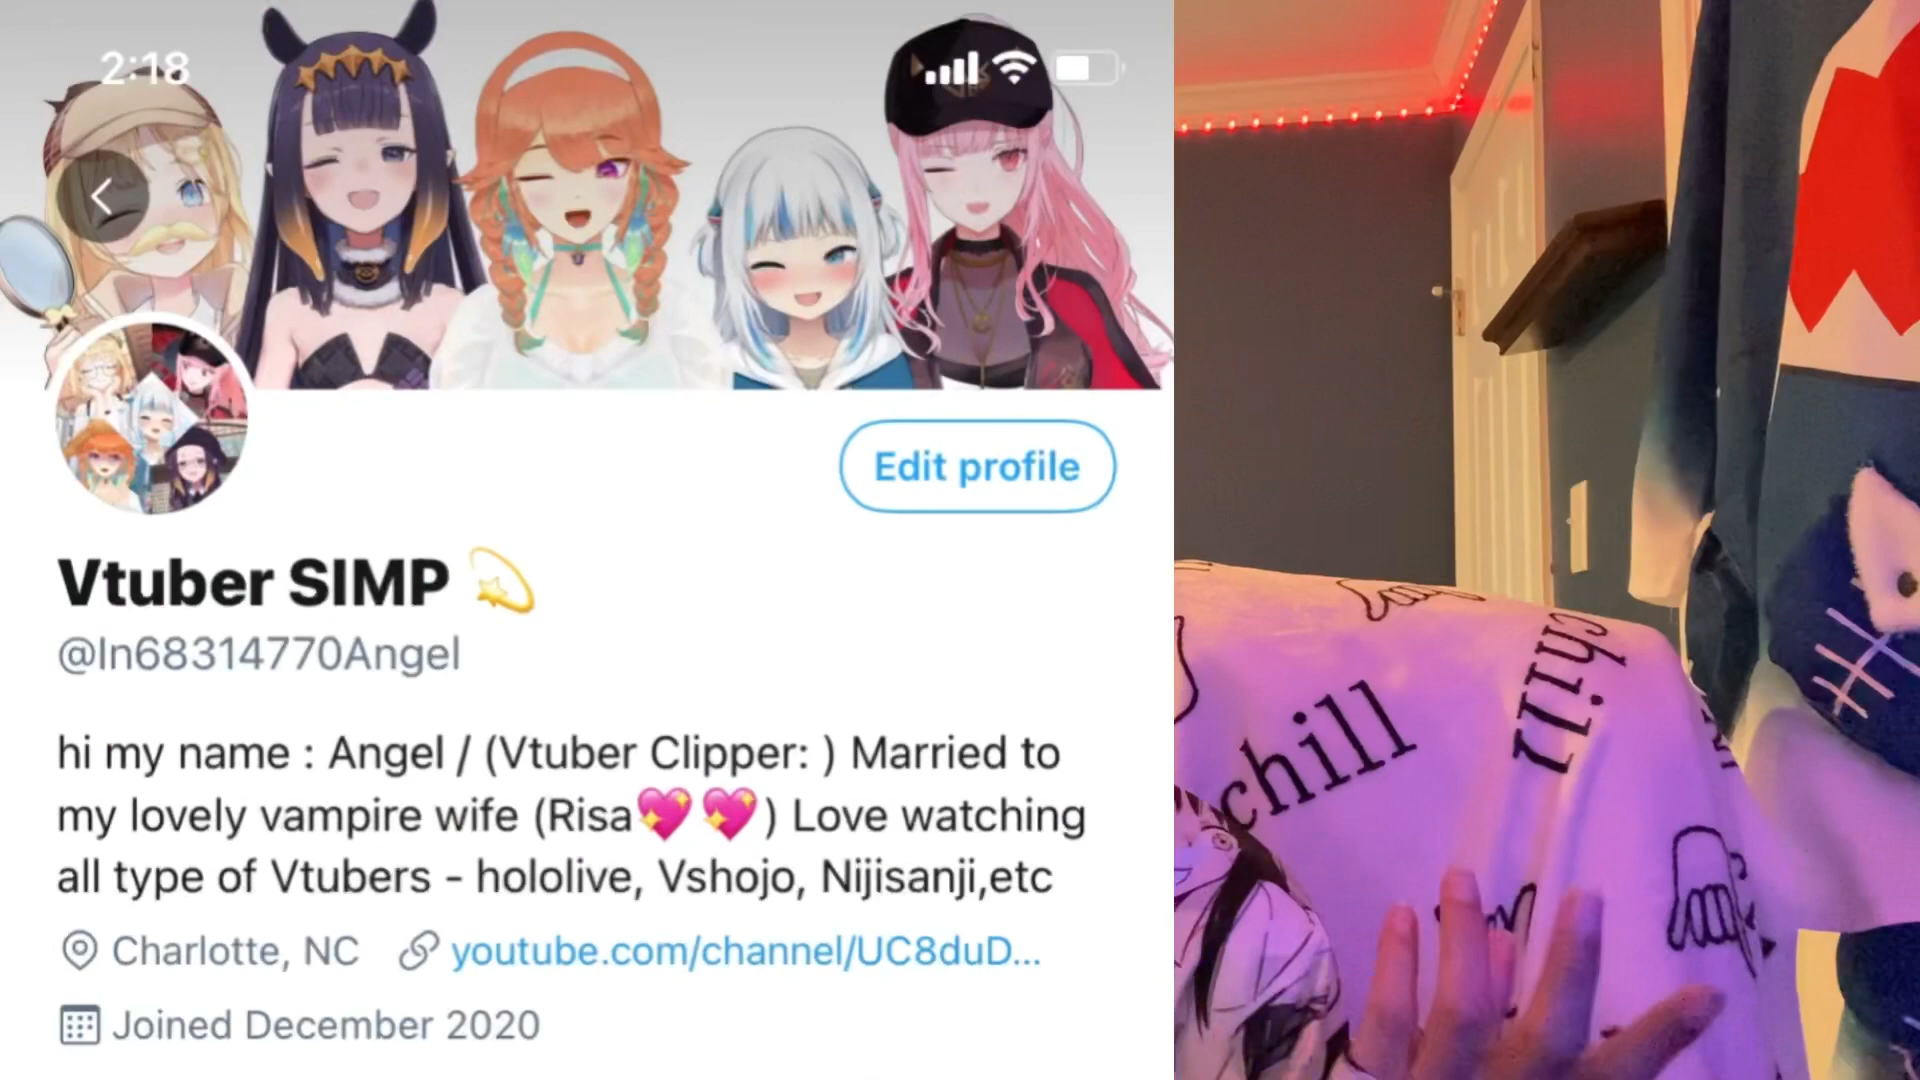 2:18
Edit profile
Vtuber SIMP 💫
@In68314770Angel
hi my name : Angel / (Vtuber Clipper: ) Married to
my lovely vampire wife (Risa💖💖) Love watching
all type of Vtubers - hololive, Vshojo, Nijisanji,etc
Charlotte, NC
youtube.com/channel/UC8duD...
Joined December 2020
chill
chill